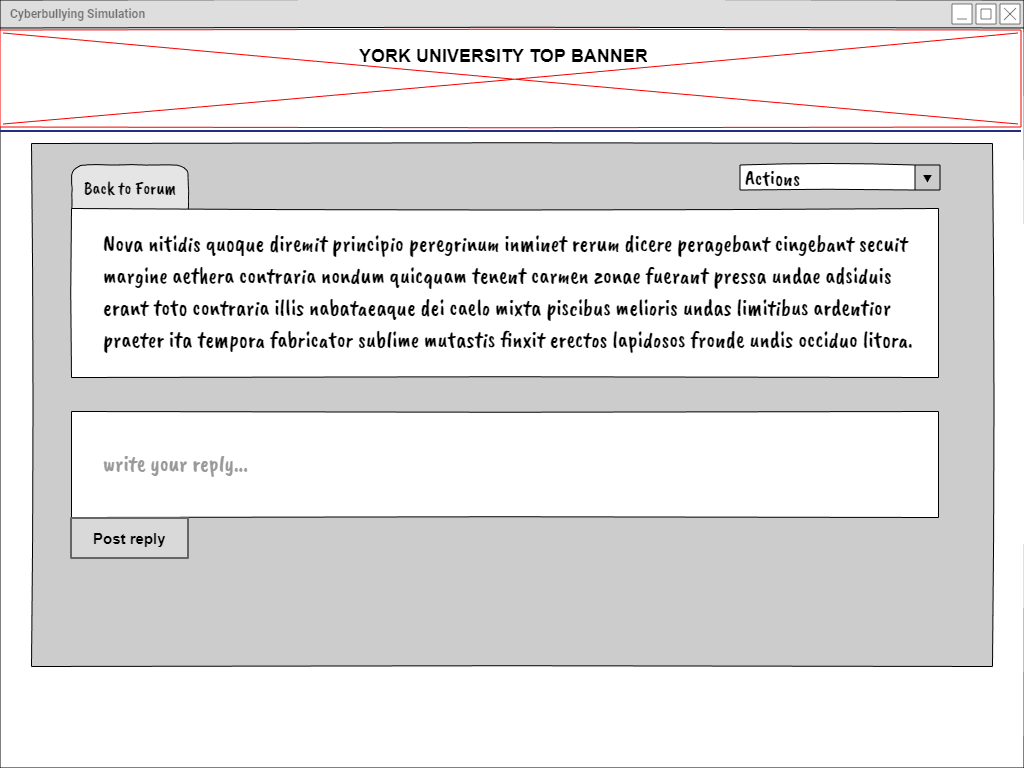 Cyberbullying Simulation
YORK UNIVERSITY TOP BANNER
Back to Forum
Actions
Nova nitidis quoque diremit principio peregrinum inminet rerum dicere peragebant cingebant secuit
margine aethera contraria nondum quicquam tenent carmen zonae fuerant pressa undae adsiduis
erant toto contraria illis nabataeaque dei caelo mixta piscibus melioris undas limitibus ardentior
praeter ita tempora fabricator sublime mutastis finxit erectos lapidosos fronde undis occiduo litora.
write your reply...
Post reply